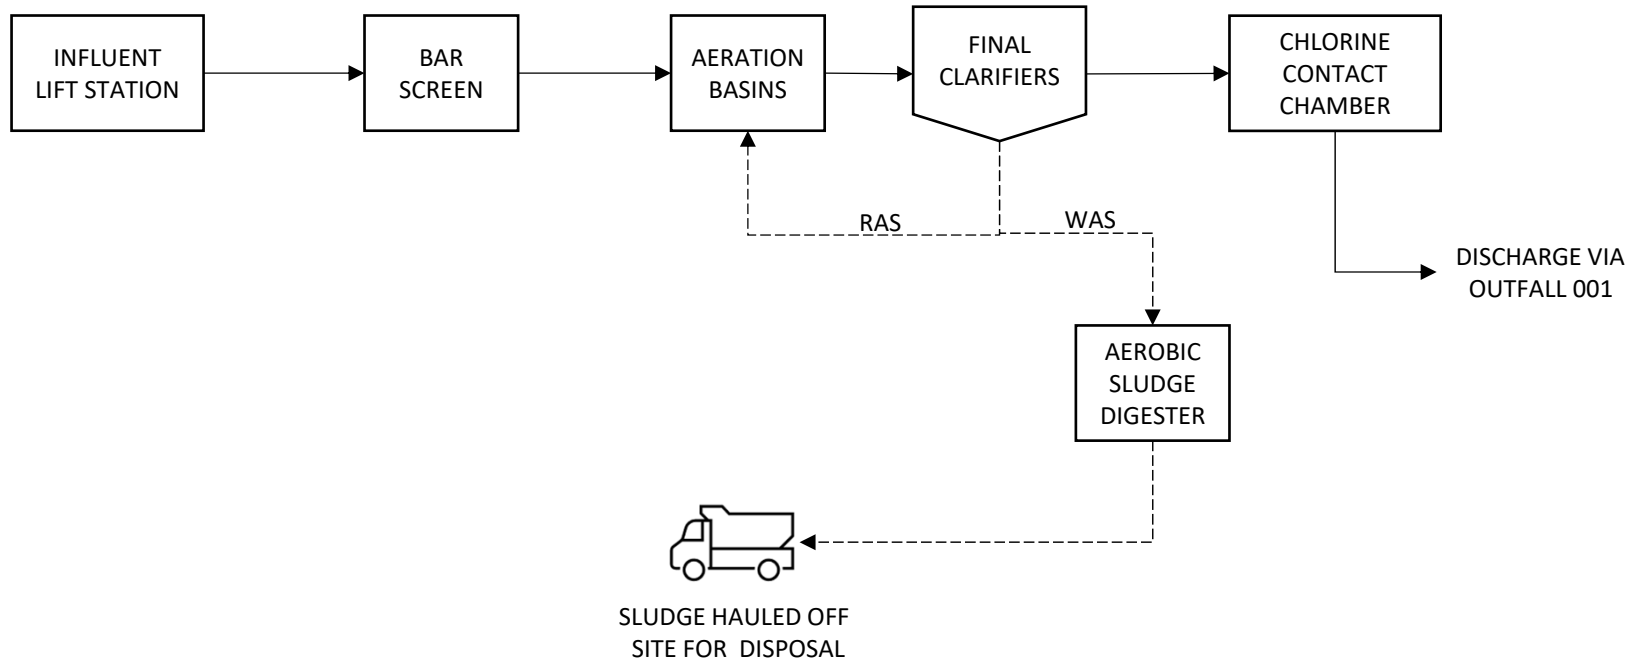 INFLUENT
LIFT STATION
BAR
SCREEN
AERATION
BASINS
FINAL
CLARIFIERS
CHLORINE
CONTACT
CHAMBER
RAS
WAS
DISCHARGE VIA
OUTFALL 001
AEROBIC
SLUDGE
DIGESTER
SLUDGE HAULED OFF
SITE FOR DISPOSAL